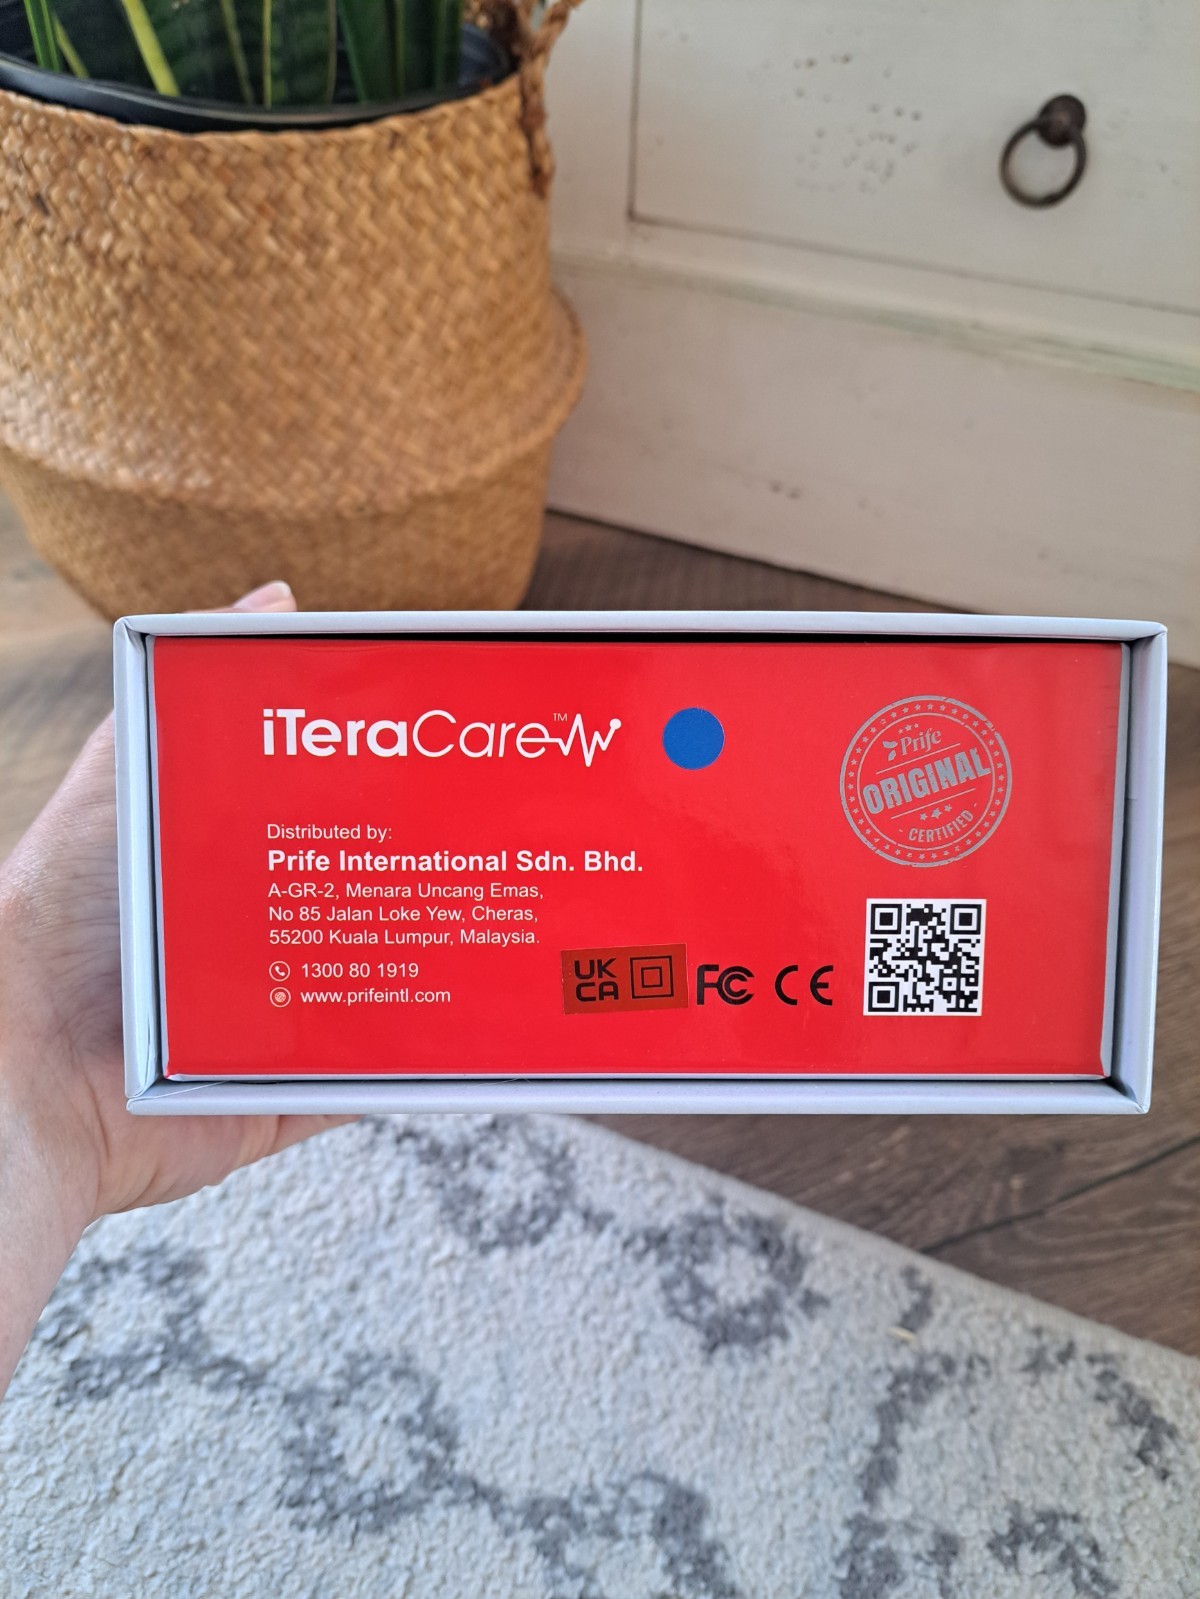 iTeraCare™
Prife
ORIGINAL
- CERTIFIED -
Distributed by:
Prife International Sdn. Bhd.
A-GR-2, Menara Uncang Emas,
No 85 Jalan Loke Yew, Cheras,
55200 Kuala Lumpur, Malaysia.
1300 80 1919
www.prifeintl.com
UK
CA
FC CE